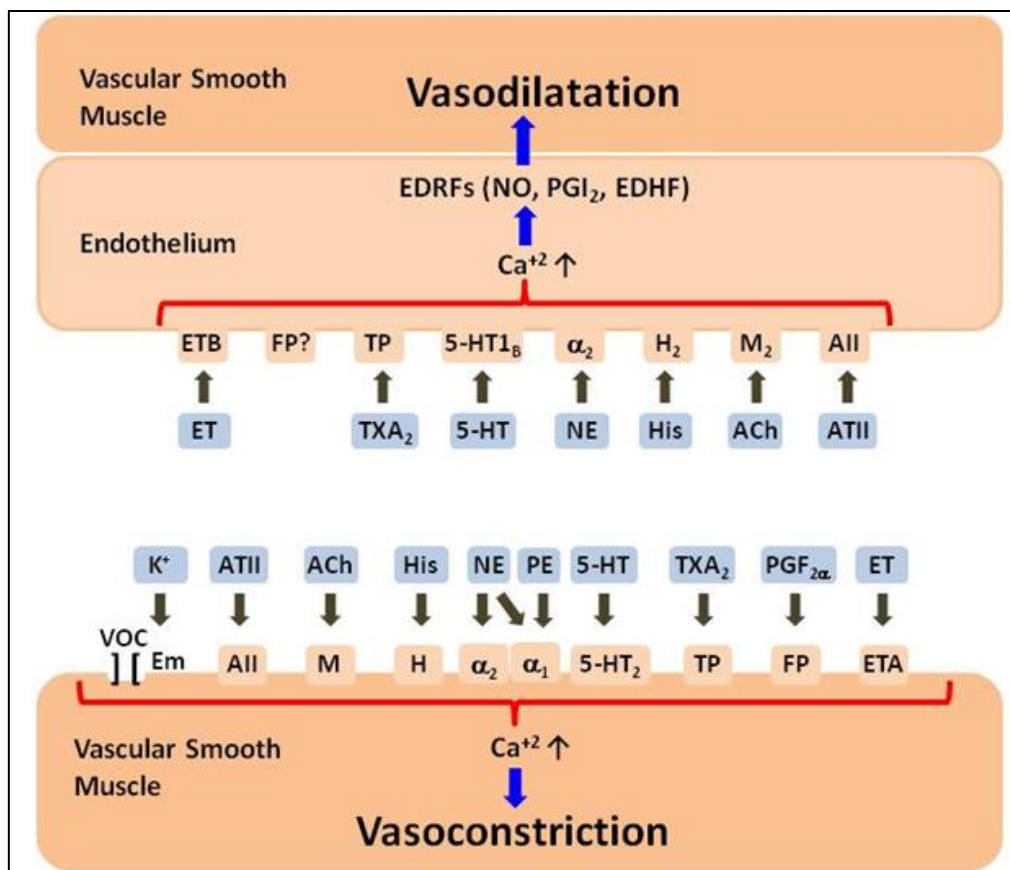 Vascular Smooth
Muscle
Vasodilatation
EDRFs (NO, PGI₂, EDHF)
Endothelium
Ca⁺² ↑
ETB FP? TP 5-HT1B α₂ H₂ M₂ AII
ET TXA₂ 5-HT NE His ACh ATII
K⁺ ATII ACh His NE PE 5-HT TXA₂ PGF₂α ET
VOC
] [ Em AII M H α₂ α₁ 5-HT₂ TP FP ETA
Vascular Smooth
Muscle
Ca⁺² ↑
Vasoconstriction